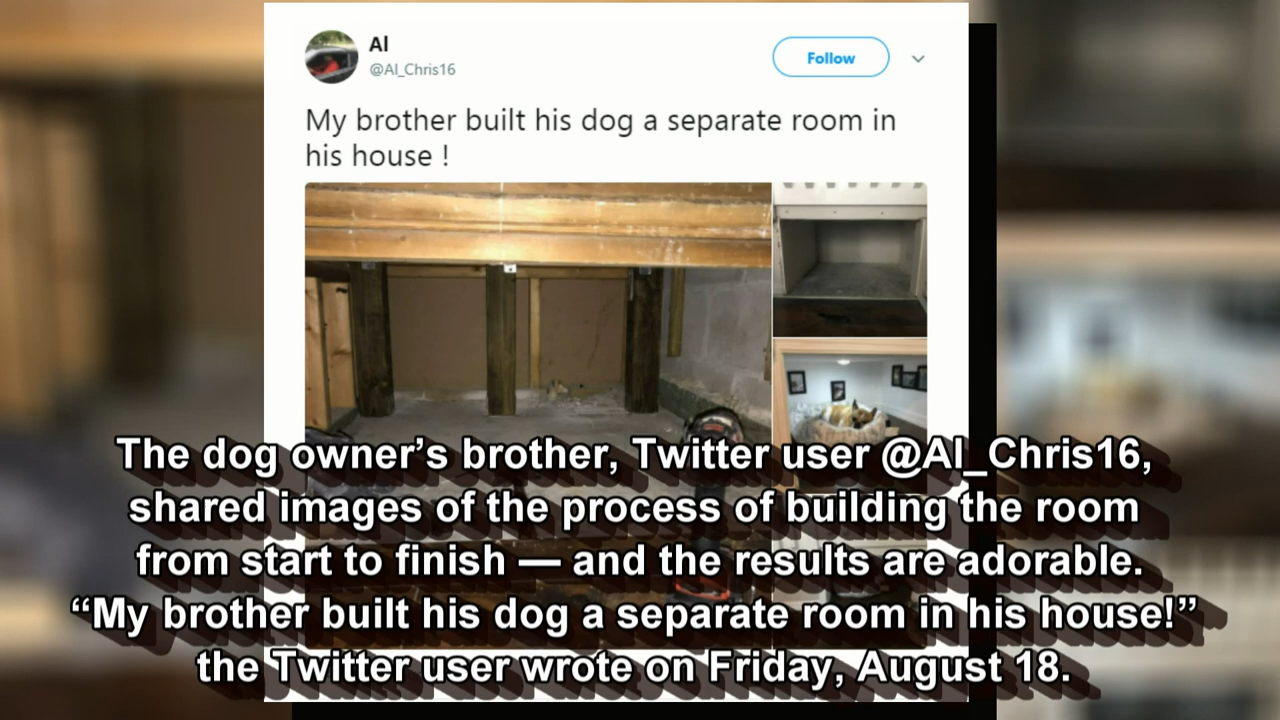 Al
@Al_Chris16
Follow
My brother built his dog a separate room in
his house !
The dog owner’s brother, Twitter user @Al_Chris16,
shared images of the process of building the room
from start to finish — and the results are adorable.
“My brother built his dog a separate room in his house!”
the Twitter user wrote on Friday, August 18.